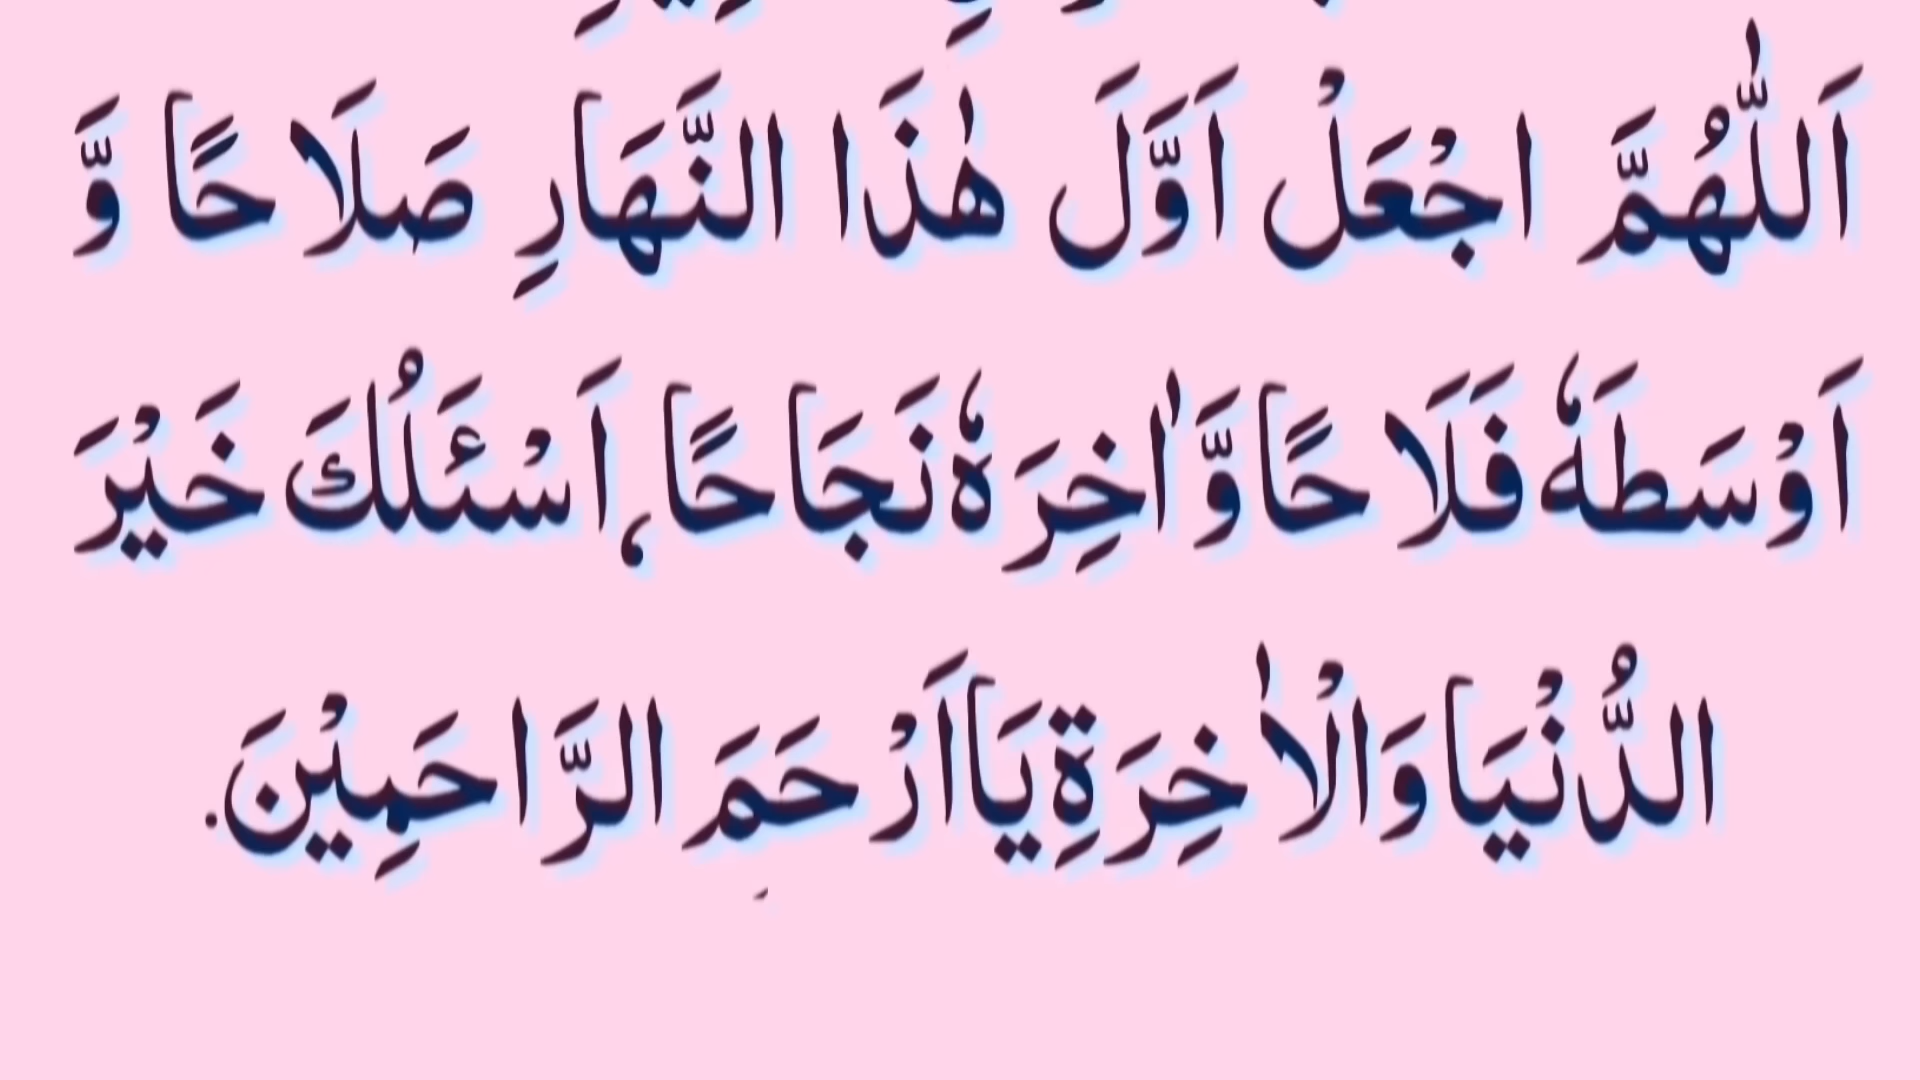 اَللّٰهُمَّ اجْعَلْ اَوَّلَ هٰذَا النَّهَارِ صَلَاحًا وَّ
اَوْسَطَهٗ فَلَاحًا وَّاٰخِرَهٗ نَجَاحًا، اَسْئَلُكَ خَيْرَ
الدُّنْيَا وَالْاٰخِرَةِ يَا اَرْحَمَ الرَّاحَمِيْنَ.